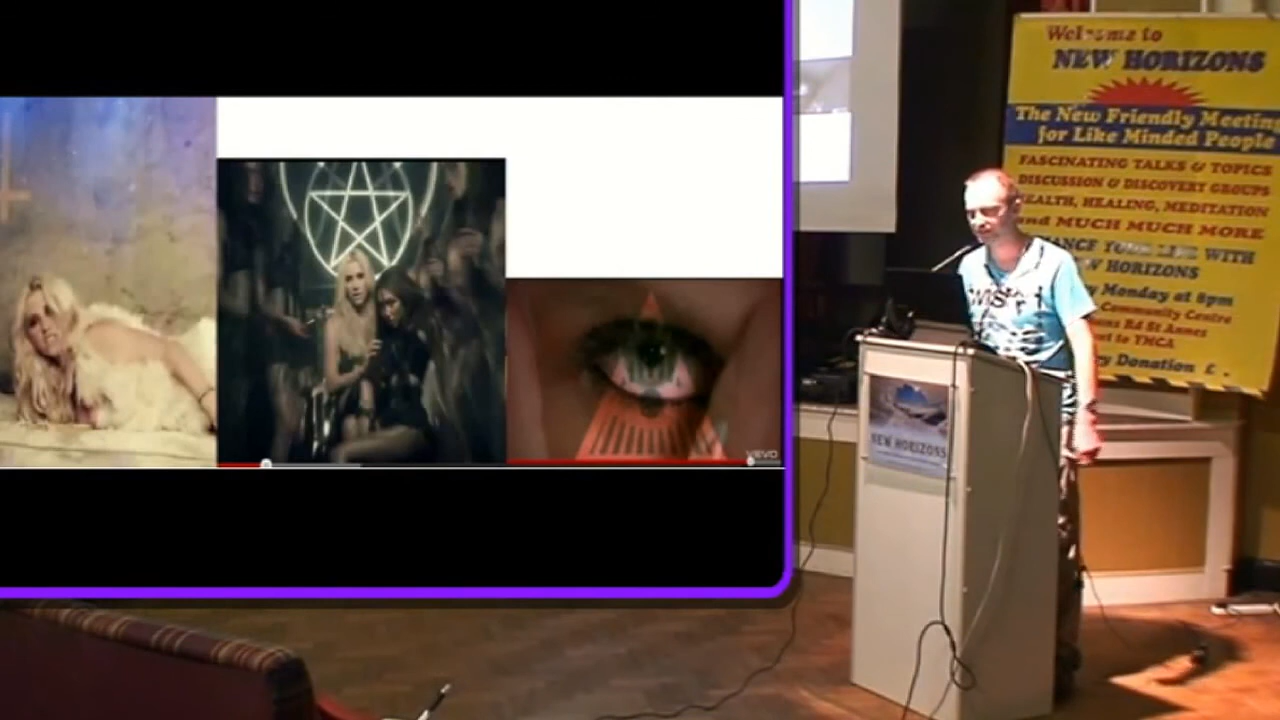 Welcome to
NEW HORIZONS
The New Friendly Meeting
for Like Minded People
FASCINATING TALKS & TOPICS
DISCUSSION & DISCOVERY GROUPS
HEALTH, HEALING, MEDITATION
and MUCH MUCH MORE
WITH
HORIZONS
Monday at 8pm
Community Centre
Rd St Annes
to YMCA
Donation £
NEW HORIZONS
vevo